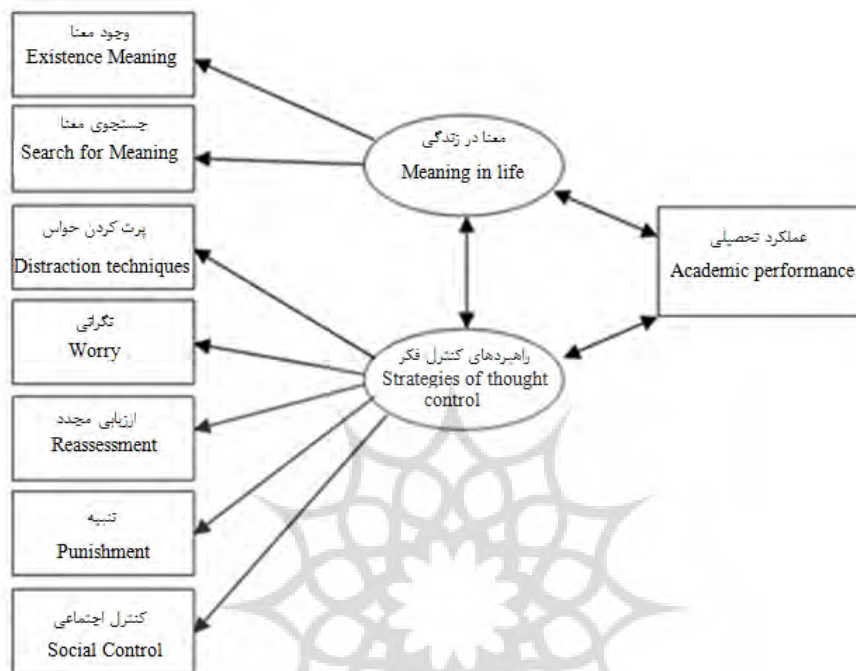 وجود معنا
Existence Meaning
جستجوی معنا
Search for Meaning
پرت کردن حواس
Distraction techniques
نگرانی
Worry
ارزیابی مجدد
Reassessment
تنبیه
Punishment
کنترل اجتماعی
Social Control
معنا در زندگی
Meaning in life
راهبردهای کنترل فکر
Strategies of thought
control
عملکرد تحصیلی
Academic performance